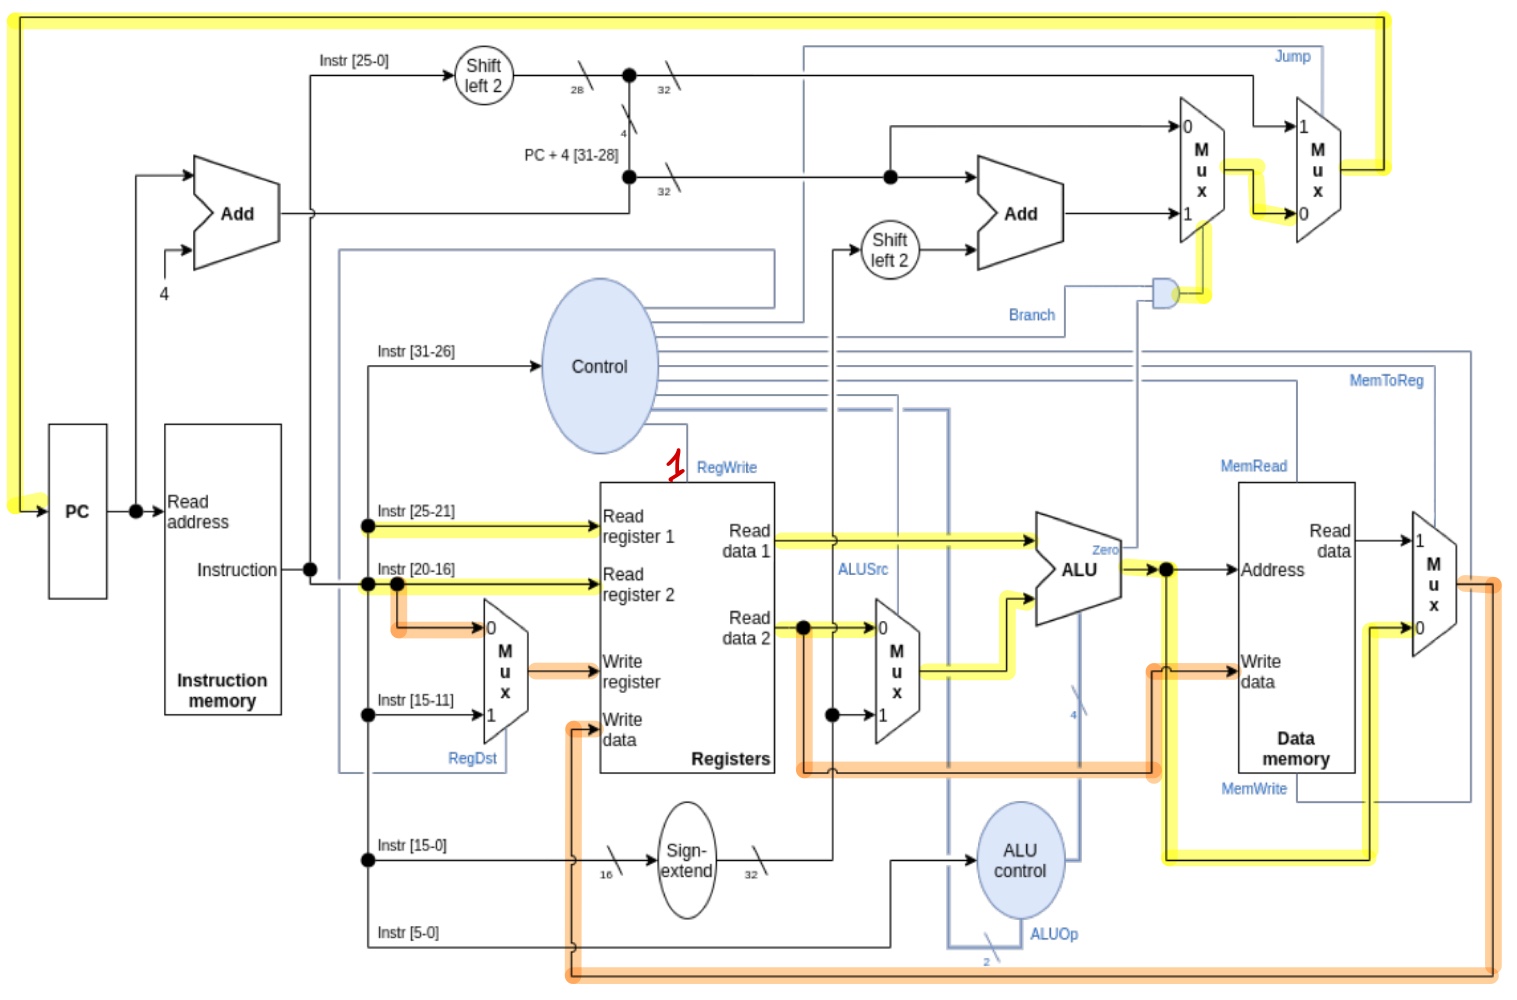 Instr [25-0]
Shift
left 2
28
32
Jump
4
PC + 4 [31-28]
32
0
M
u
x
1
1
M
u
x
0
Add
4
Add
Shift
left 2
Branch
Instr [31-26]
Control
MemToReg
1
RegWrite
MemRead
PC
Read
address
Instruction
Instruction
memory
Instr [25-21]
Read
register 1
Instr [20-16]
Read
register 2
0
M
u
x
1
Write
register
Instr [15-11]
Write
data
RegDst
Registers
Read
data 1
Read
data 2
ALUSrc
0
M
u
x
1
Zero
ALU
4
Address
Read
data
Write
data
Data
memory
MemWrite
1
M
u
x
0
Instr [15-0]
16
Sign-
extend
32
ALU
control
Instr [5-0]
ALUOp
2